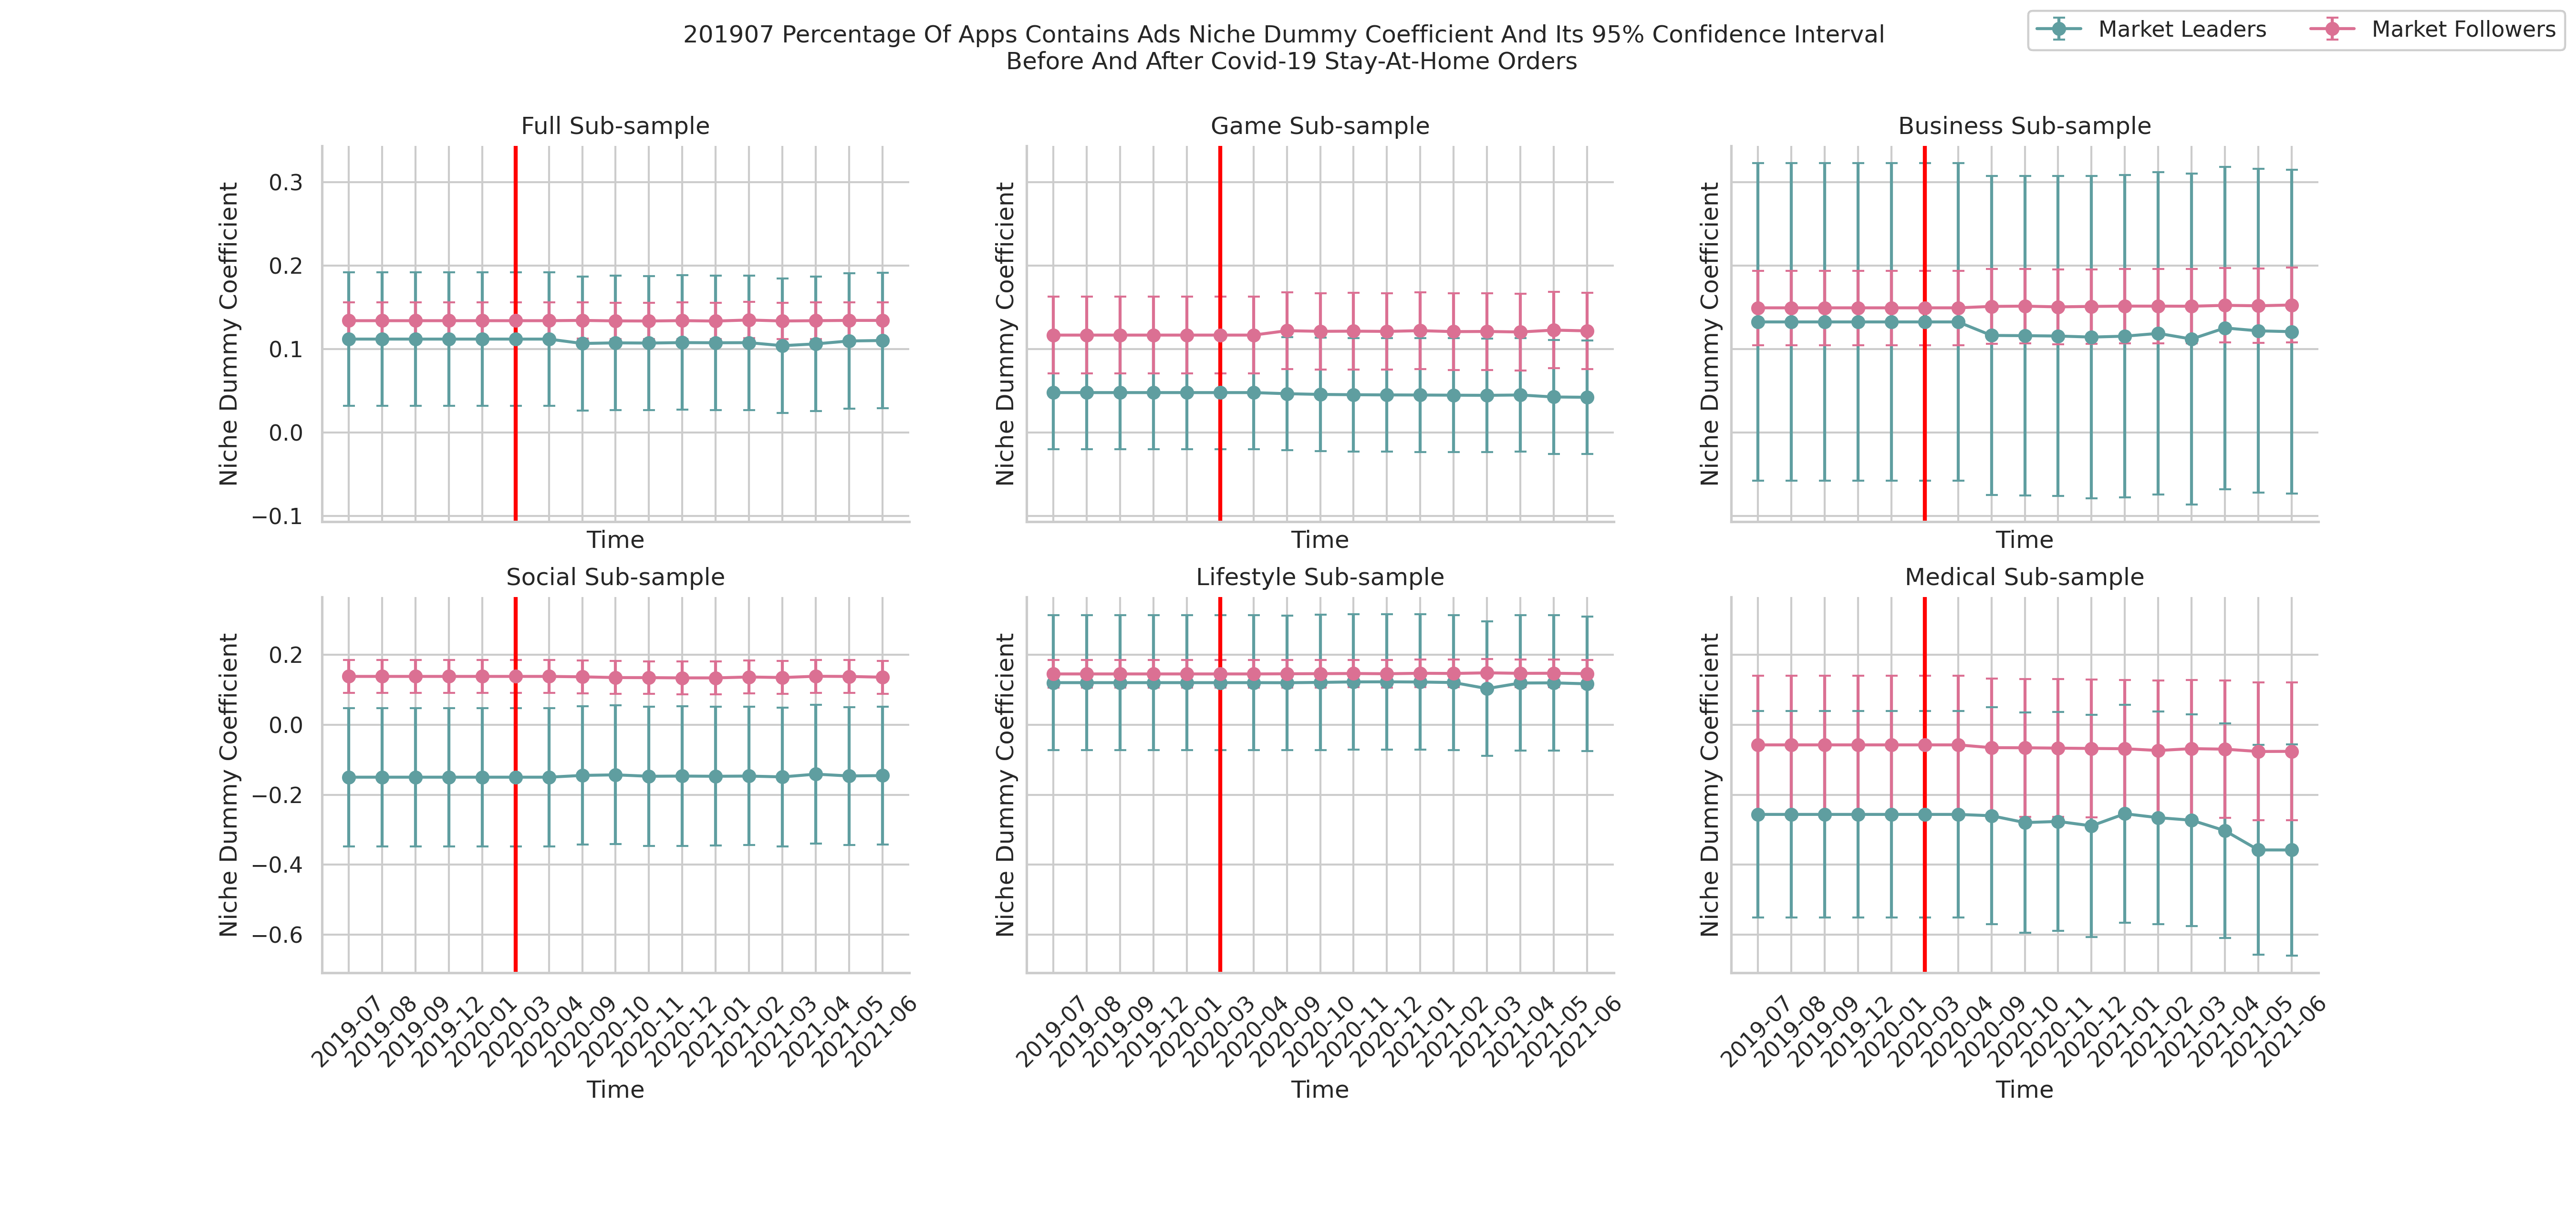 201907 Percentage Of Apps Contains Ads Niche Dummy Coefficient And Its 95% Confidence Interval
Before And After Covid-19 Stay-At-Home Orders
Market Leaders
Market Followers
Full Sub-sample
Niche Dummy Coefficient
0.3
0.2
0.1
0.0
−0.1
Time
Game Sub-sample
Niche Dummy Coefficient
Time
Business Sub-sample
Niche Dummy Coefficient
Time
Social Sub-sample
Niche Dummy Coefficient
0.2
0.0
−0.2
−0.4
−0.6
2019-07
2019-08
2019-09
2019-12
2020-01
2020-03
2020-04
2020-09
2020-10
2020-11
2020-12
2021-01
2021-02
2021-03
2021-04
2021-05
2021-06
Time
Lifestyle Sub-sample
Niche Dummy Coefficient
2019-07
2019-08
2019-09
2019-12
2020-01
2020-03
2020-04
2020-09
2020-10
2020-11
2020-12
2021-01
2021-02
2021-03
2021-04
2021-05
2021-06
Time
Medical Sub-sample
Niche Dummy Coefficient
2019-07
2019-08
2019-09
2019-12
2020-01
2020-03
2020-04
2020-09
2020-10
2020-11
2020-12
2021-01
2021-02
2021-03
2021-04
2021-05
2021-06
Time